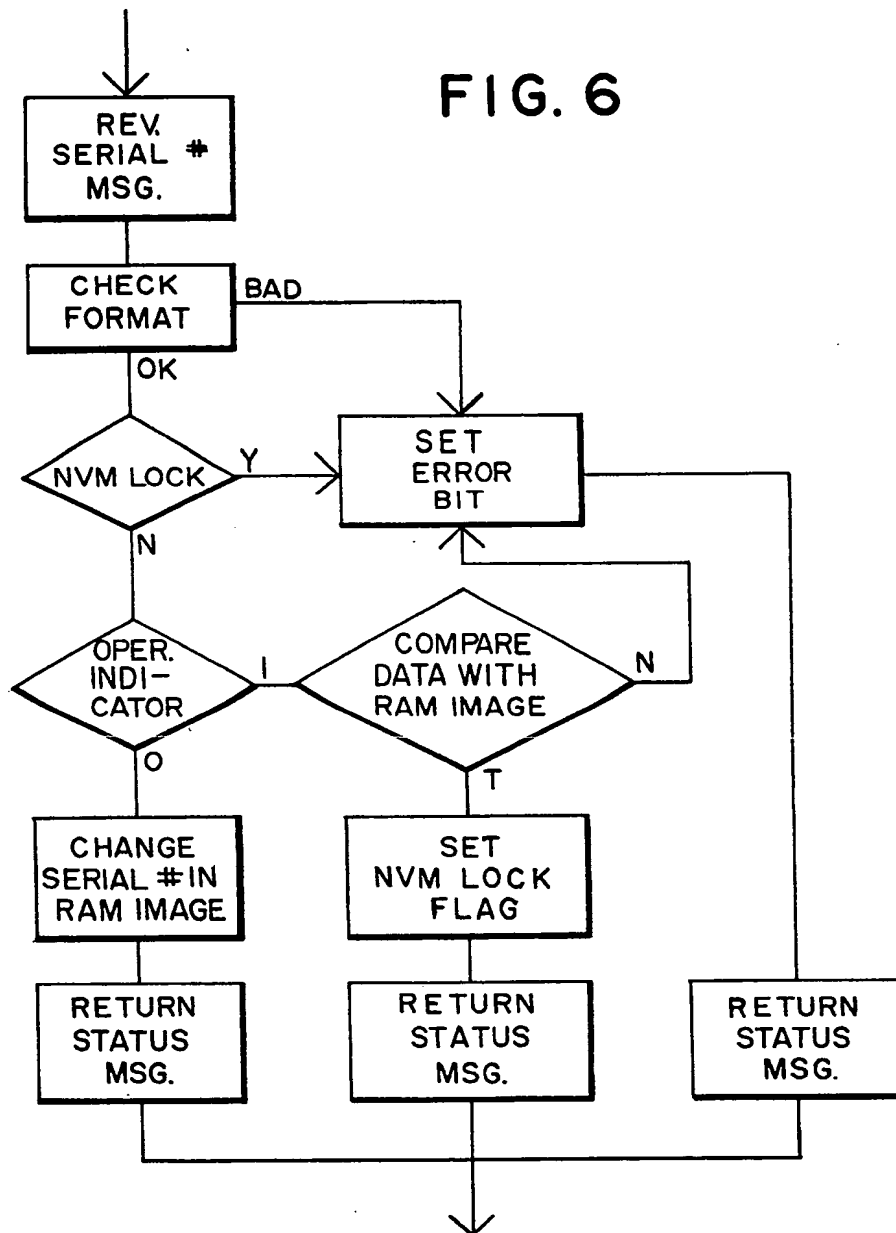 FIG. 6
REV.
SERIAL #
MSG.
CHECK
FORMAT
BAD
OK
NVM LOCK
Y
N
SET
ERROR
BIT
OPER.
INDI-
CATOR
I
O
COMPARE
DATA WITH
RAM IMAGE
N
T
CHANGE
SERIAL # IN
RAM IMAGE
SET
NVM LOCK
FLAG
RETURN
STATUS
MSG.
RETURN
STATUS
MSG.
RETURN
STATUS
MSG.